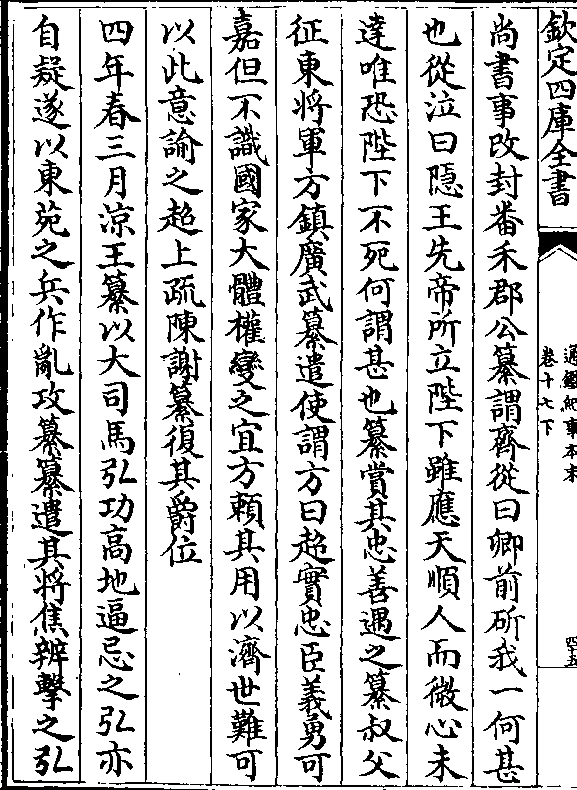 欽定四庫全書
通鑑紀事本末
卷十七下
四十五
尚書事改封番禾郡公纂謂齊從曰卿前斫我一何甚
也從泣曰隱王先帝所立陛下雖應天順人而微心未
達唯恐陛下不死何謂甚也纂賞其忠善遇之纂叔父
征東將軍方鎮廣武纂遣使謂方曰超實忠臣義勇可
嘉但不識國家大體權變之宜方賴其用以濟世難可
以此意諭之超上疏陳謝纂復其爵位
四年春三月涼王纂以大司馬弘功高地逼忌之弘亦
自疑遂以東苑之兵作亂攻纂纂遣其将焦辨擊之弘